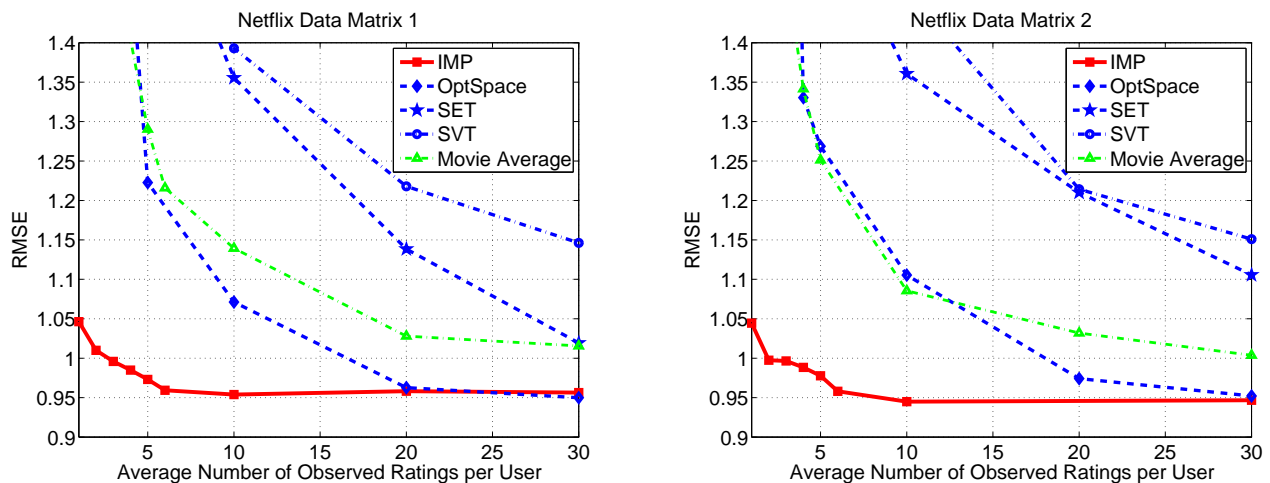 Netflix Data Matrix 1
1.4
1.35
1.3
1.25
1.2
1.15
1.1
1.05
1
0.95
0.9
RMSE
IMP
OptSpace
SET
SVT
Movie Average
5 10 15 20 25 30
Average Number of Observed Ratings per User
Netflix Data Matrix 2
1.4
1.35
1.3
1.25
1.2
1.15
1.1
1.05
1
0.95
0.9
RMSE
IMP
OptSpace
SET
SVT
Movie Average
5 10 15 20 25 30
Average Number of Observed Ratings per User